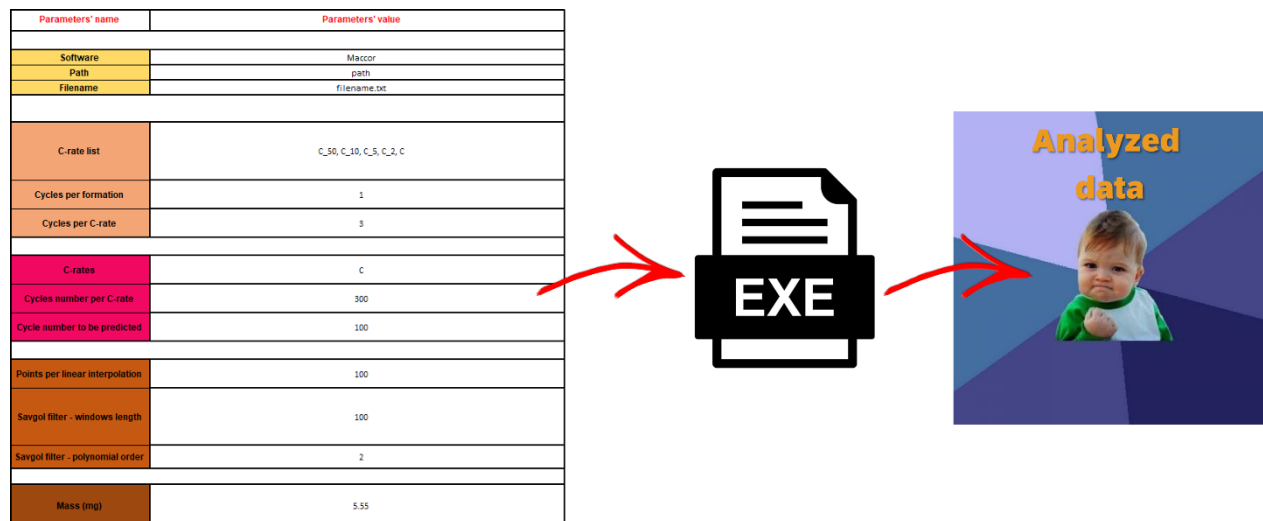 Parameters' name Parameters' value
Software Maccor
Path path
Filename filename.txt
C-rate list C_50, C_10, C_5, C_2, C
Cycles per formation 1
Cycles per C-rate 3
C-rates C
Cycles number per C-rate 300
Cycle number to be predicted 100
Points per linear interpolation 100
Savgol filter - windows length 100
Savgol filter - polynomial order 2
Mass (mg) 5.55
EXE
Analyzed
data